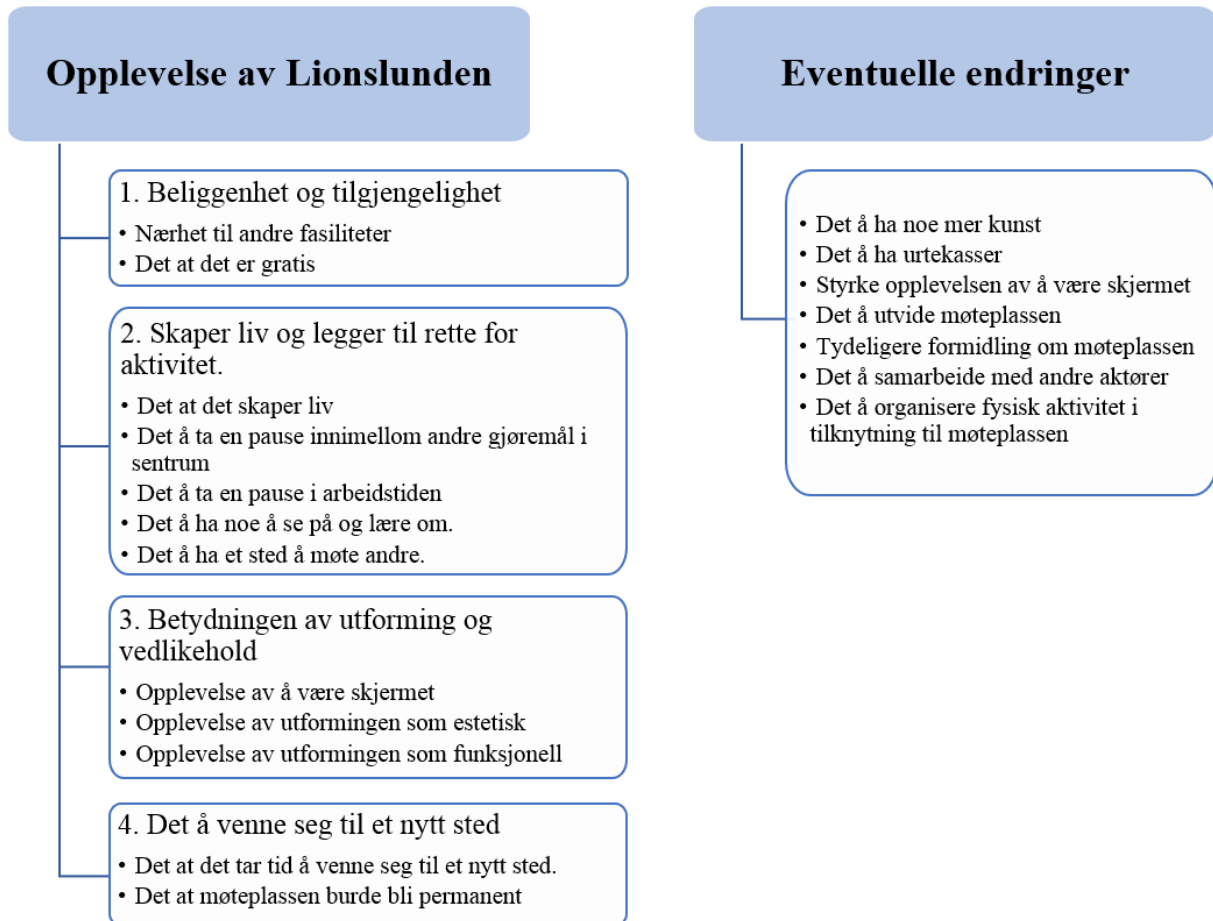 Opplevelse av Lionslunden
1. Beliggenhet og tilgjengelighet
• Nærhet til andre fasiliteter
• Det at det er gratis
2. Skaper liv og legger til rette for
aktivitet.
• Det at det skaper liv
• Det å ta en pause innimellom andre gjøremål i
sentrum
• Det å ta en pause i arbeidstiden
• Det å ha noe å se på og lære om.
• Det å ha et sted å møte andre.
3. Betydningen av utforming og
vedlikehold
• Opplevelse av å være skjermet
• Opplevelse av utformingen som estetisk
• Opplevelse av utformingen som funksjonell
4. Det å venne seg til et nytt sted
• Det at det tar tid å venne seg til et nytt sted.
• Det at møteplassen burde bli permanent
Eventuelle endringer
• Det å ha noe mer kunst
• Det å ha urtekasser
• Styrke opplevelsen av å være skjermet
• Det å utvide møteplassen
• Tydeligere formidling om møteplassen
• Det å samarbeide med andre aktører
• Det å organisere fysisk aktivitet i
tilknytning til møteplassen